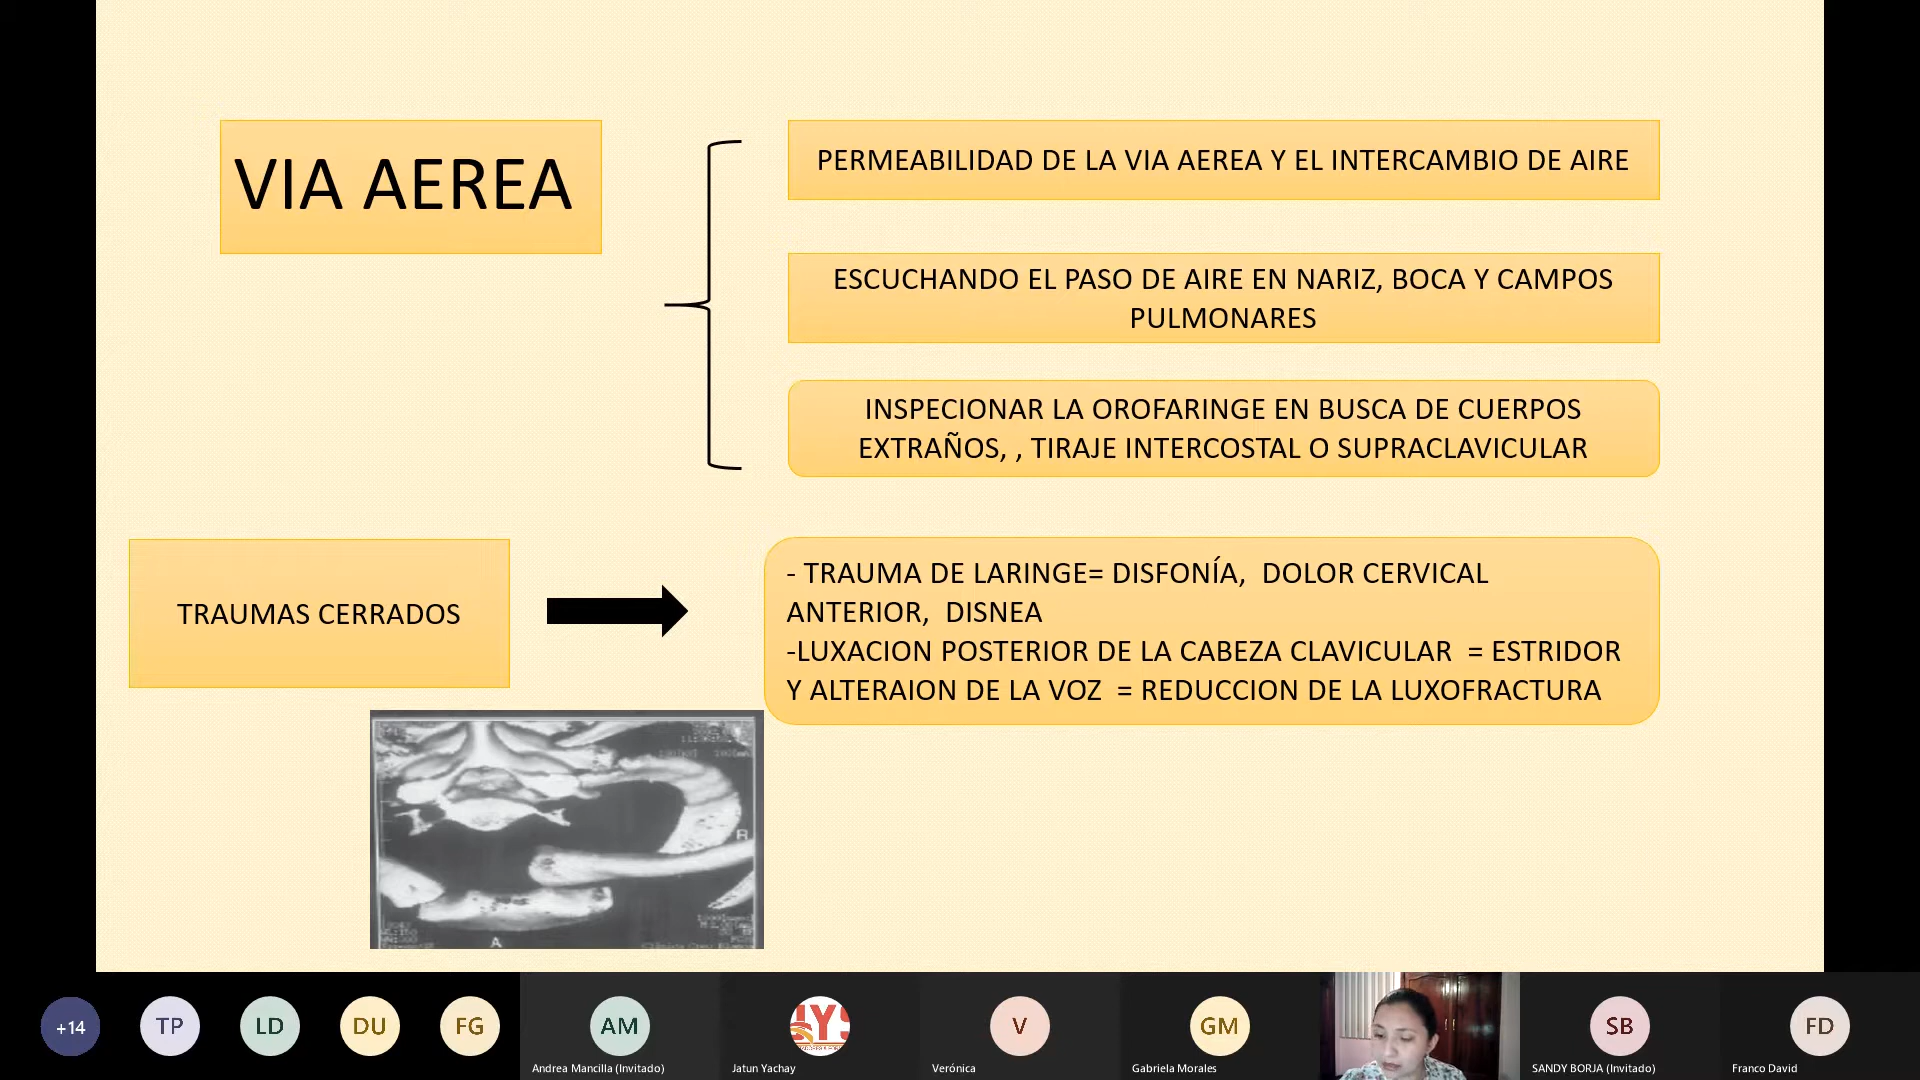 VIA AEREA
PERMEABILIDAD DE LA VIA AEREA Y EL INTERCAMBIO DE AIRE
ESCUCHANDO EL PASO DE AIRE EN NARIZ, BOCA Y CAMPOS
PULMONARES
INSPECIONAR LA OROFARINGE EN BUSCA DE CUERPOS
EXTRAÑOS, , TIRAJE INTERCOSTAL O SUPRACLAVICULAR
TRAUMAS CERRADOS
- TRAUMA DE LARINGE= DISFONÍA, DOLOR CERVICAL
ANTERIOR, DISNEA
-LUXACION POSTERIOR DE LA CABEZA CLAVICULAR = ESTRIDOR
Y ALTERAION DE LA VOZ = REDUCCION DE LA LUXOFRACTURA
R
A
+14
TP
LD
DU
FG
AM
Andrea Mancilla (Invitado)
Jatun Yachay
V
Verónica
GM
Gabriela Morales
SB
SANDY BORJA (Invitado)
FD
Franco David